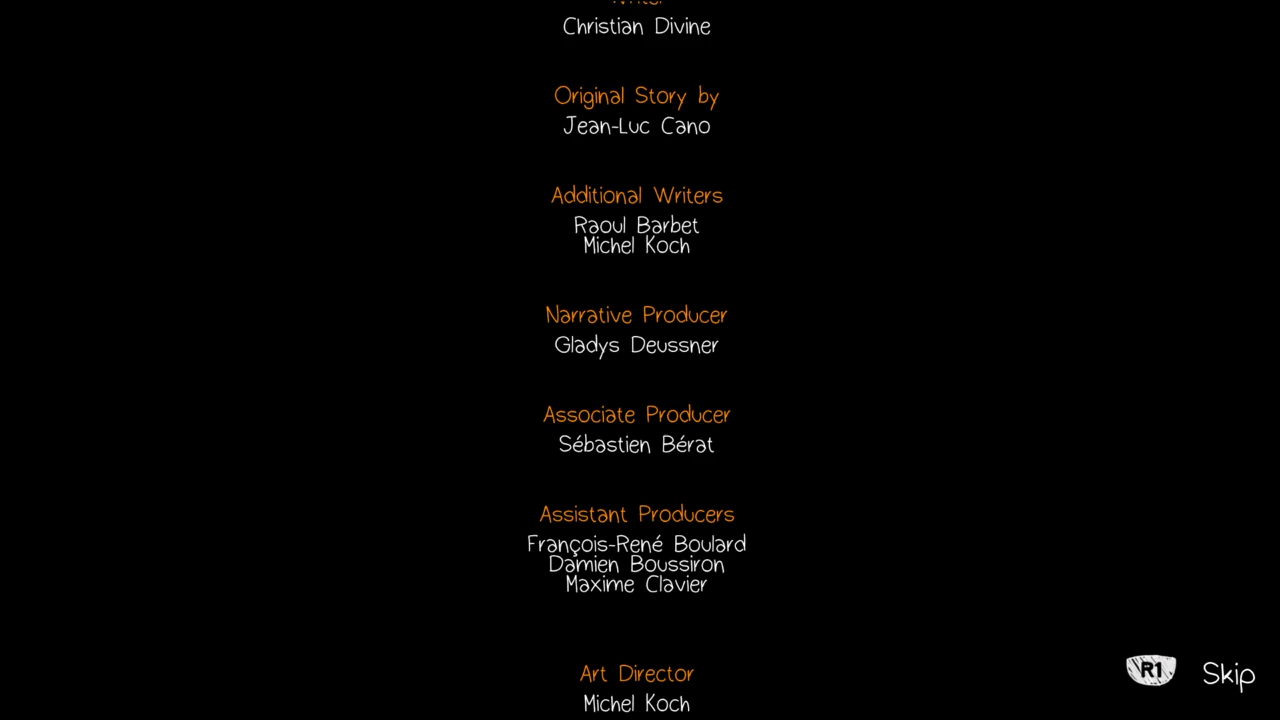 Writer
Christian Divine
Original Story by
Jean-Luc Cano
Additional Writers
Raoul Barbet
Michel Koch
Narrative Producer
Gladys Deussner
Associate Producer
Sébastien Bérat
Assistant Producers
François-René Boulard
Damien Boussiron
Maxime Clavier
Art Director
Michel Koch
R1 Skip